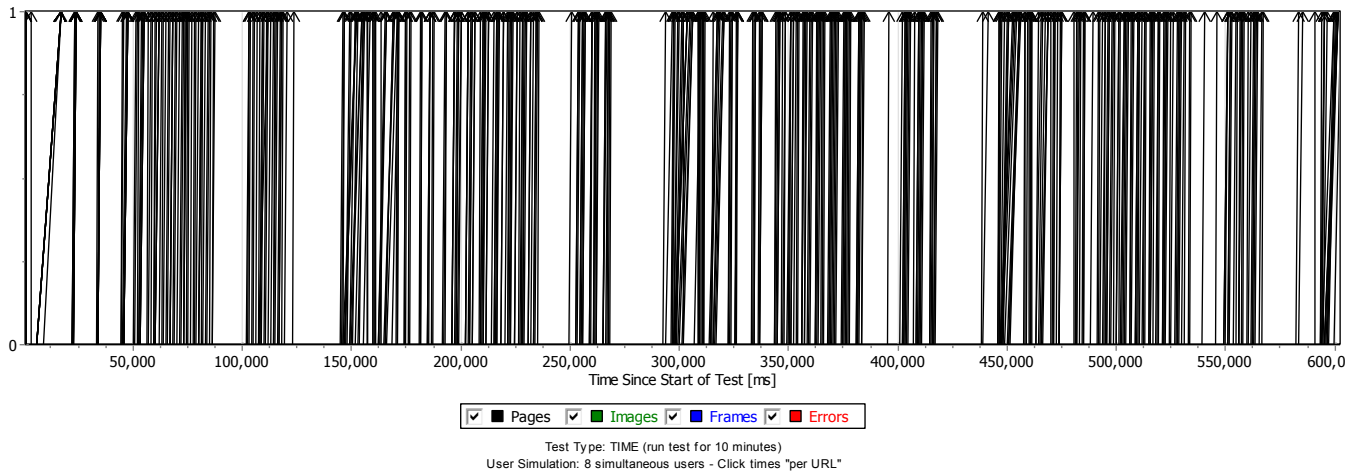 1
0
50,000 100,000 150,000 200,000 250,000 300,000 350,000 400,000 450,000 500,000 550,000 600,0
Time Since Start of Test [ms]
Pages Images Frames Errors
Test Type: TIME (run test for 10 minutes)
User Simulation: 8 simultaneous users - Click times "per URL"